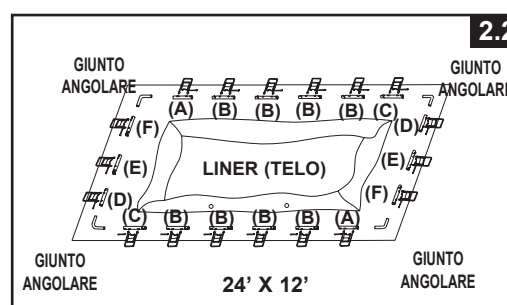 2.2
GIUNTO
ANGOLARE
GIUNTO
ANGOLARE
(A) (B) (B) (B) (B) (C)
(F) (D)
(E) (E)
LINER (TELO)
(D) (F)
(C) (B) (B) (B) (B) (A)
GIUNTO
ANGOLARE
24’ X 12’
GIUNTO
ANGOLARE